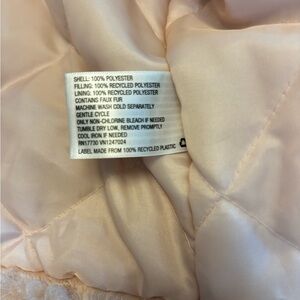 SHELL: 100% POLYESTER
FILLING: 100% RECYCLED POLYESTER
LINING: 100% RECYCLED POLYESTER
CONTAINS FAUX FUR
MACHINE WASH COLD SEPARATELY
GENTLE CYCLE
ONLY NON-CHLORINE BLEACH IF NEEDED
TUMBLE DRY LOW, REMOVE PROMPTLY
COOL IRON IF NEEDED
RN17730 VN1247024
LABEL MADE FROM 100% RECYCLED PLASTIC